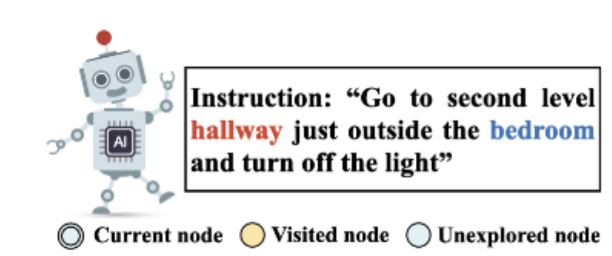 Instruction: “Go to second level
hallway just outside the bedroom
and turn off the light”
AI
Current node Visited node Unexplored node